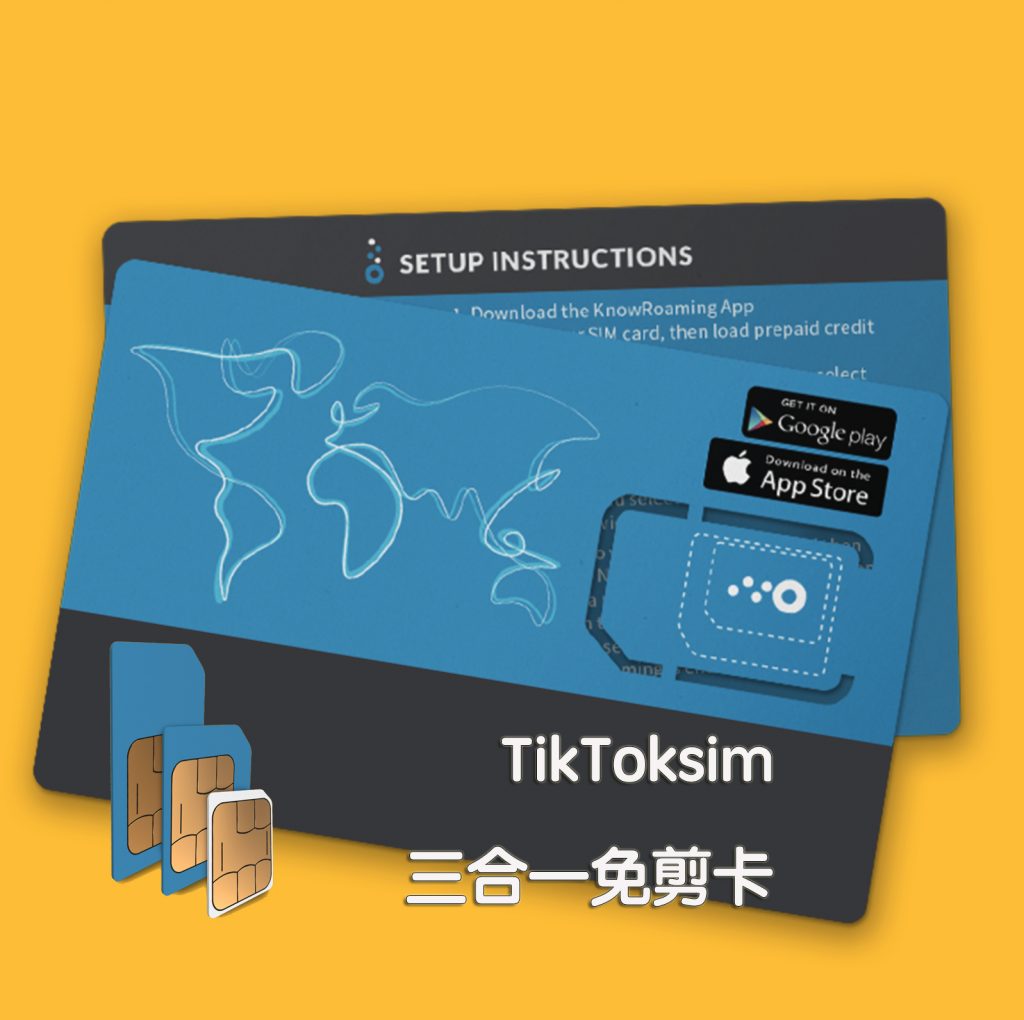 SETUP INSTRUCTIONS
1. Download the KnowRoaming App
SIM card, then load prepaid credit
select
GET IT ON
Google play
Download on the
App Store
TikToksim
三合一免剪卡